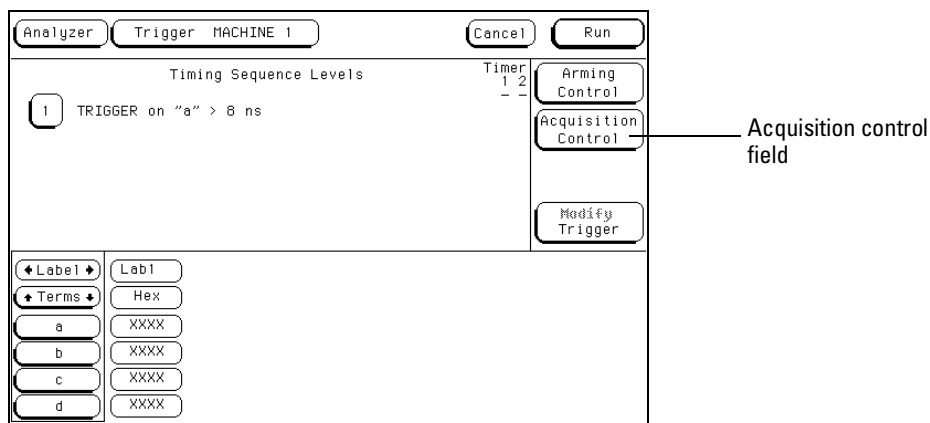 Analyzer Trigger MACHINE 1 Cancel Run
Timing Sequence Levels
Timer
1 2
– –
Arming
Control
1 TRIGGER on "a" > 8 ns
Acquisition
Control
Acquisition control
field
Modify
Trigger
Label Lab1
Terms Hex
a XXXX
b XXXX
c XXXX
d XXXX